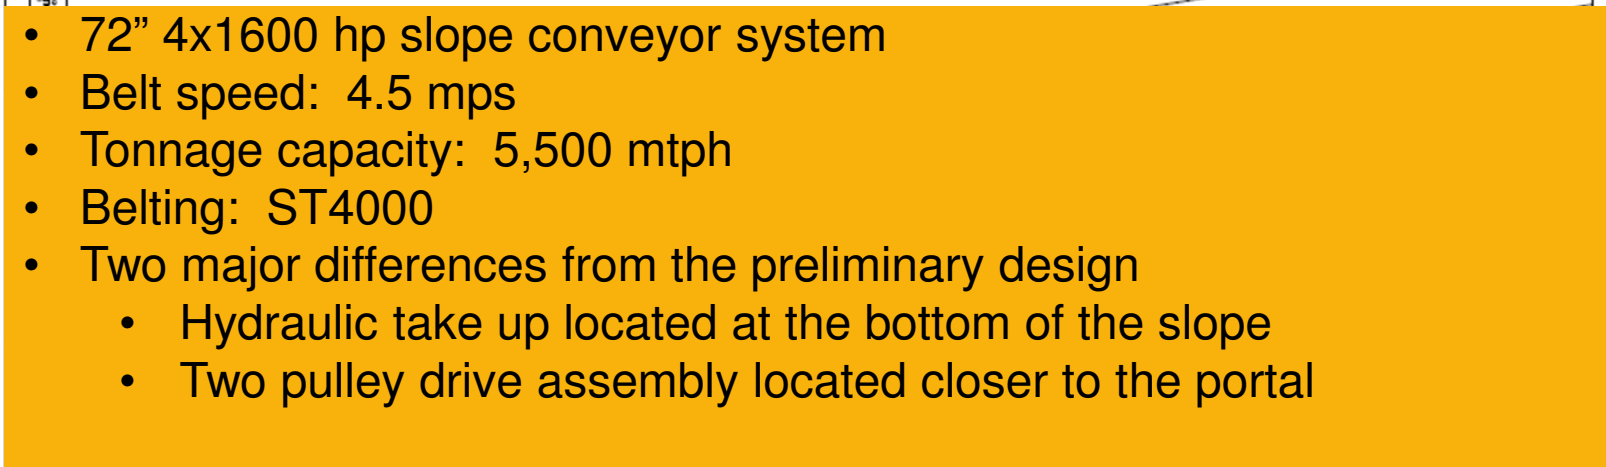 • 72” 4x1600 hp slope conveyor system
• Belt speed:  4.5 mps
• Tonnage capacity:  5,500 mtph
• Belting:  ST4000
• Two major differences from the preliminary design
• Hydraulic take up located at the bottom of the slope
• Two pulley drive assembly located closer to the portal